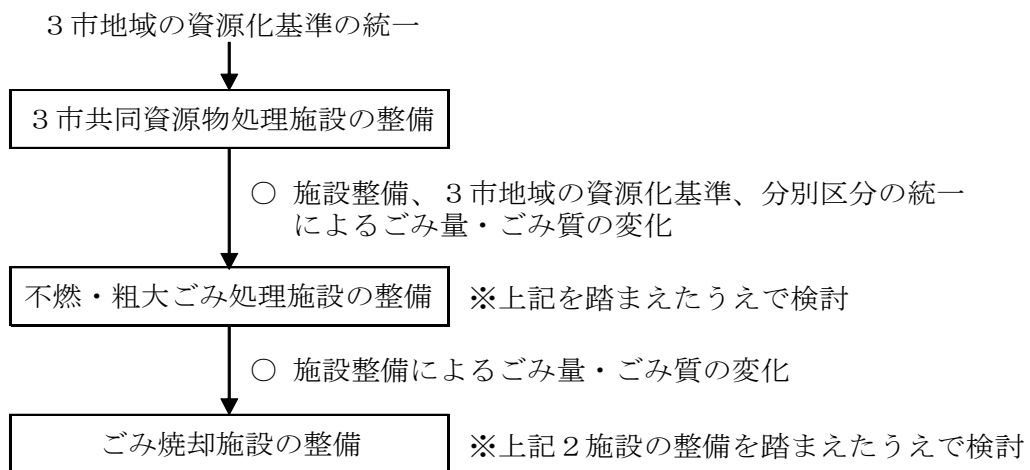 ３市地域の資源化基準の統一
３市共同資源物処理施設の整備
○ 施設整備、３市地域の資源化基準、分別区分の統一
によるごみ量・ごみ質の変化
不燃・粗大ごみ処理施設の整備 ※上記を踏まえたうえで検討
○ 施設整備によるごみ量・ごみ質の変化
ごみ焼却施設の整備 ※上記２施設の整備を踏まえたうえで検討